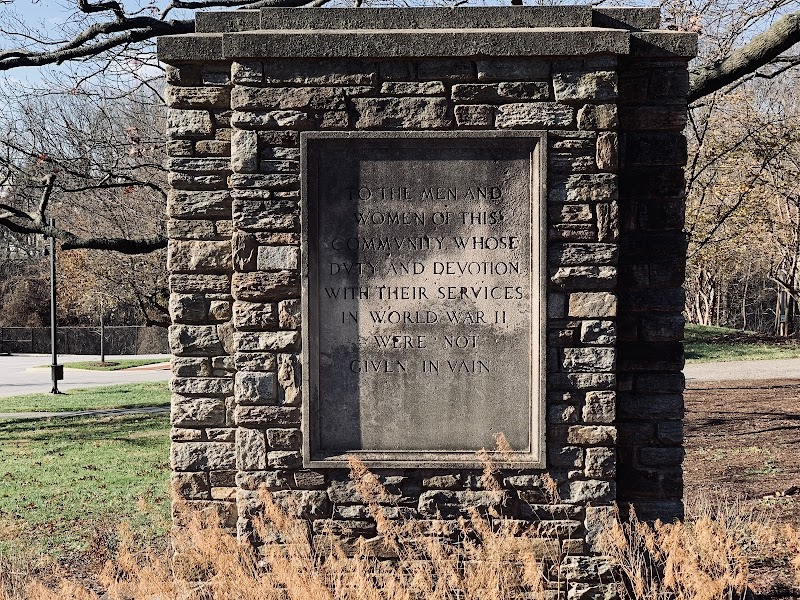 TO THE MEN AND
WOMEN OF THIS
COMMVNITY WHOSE
DVTY AND DEVOTION
WITH THEIR SERVICES
IN WORLD WAR II
WERE NOT
GIVEN IN VAIN